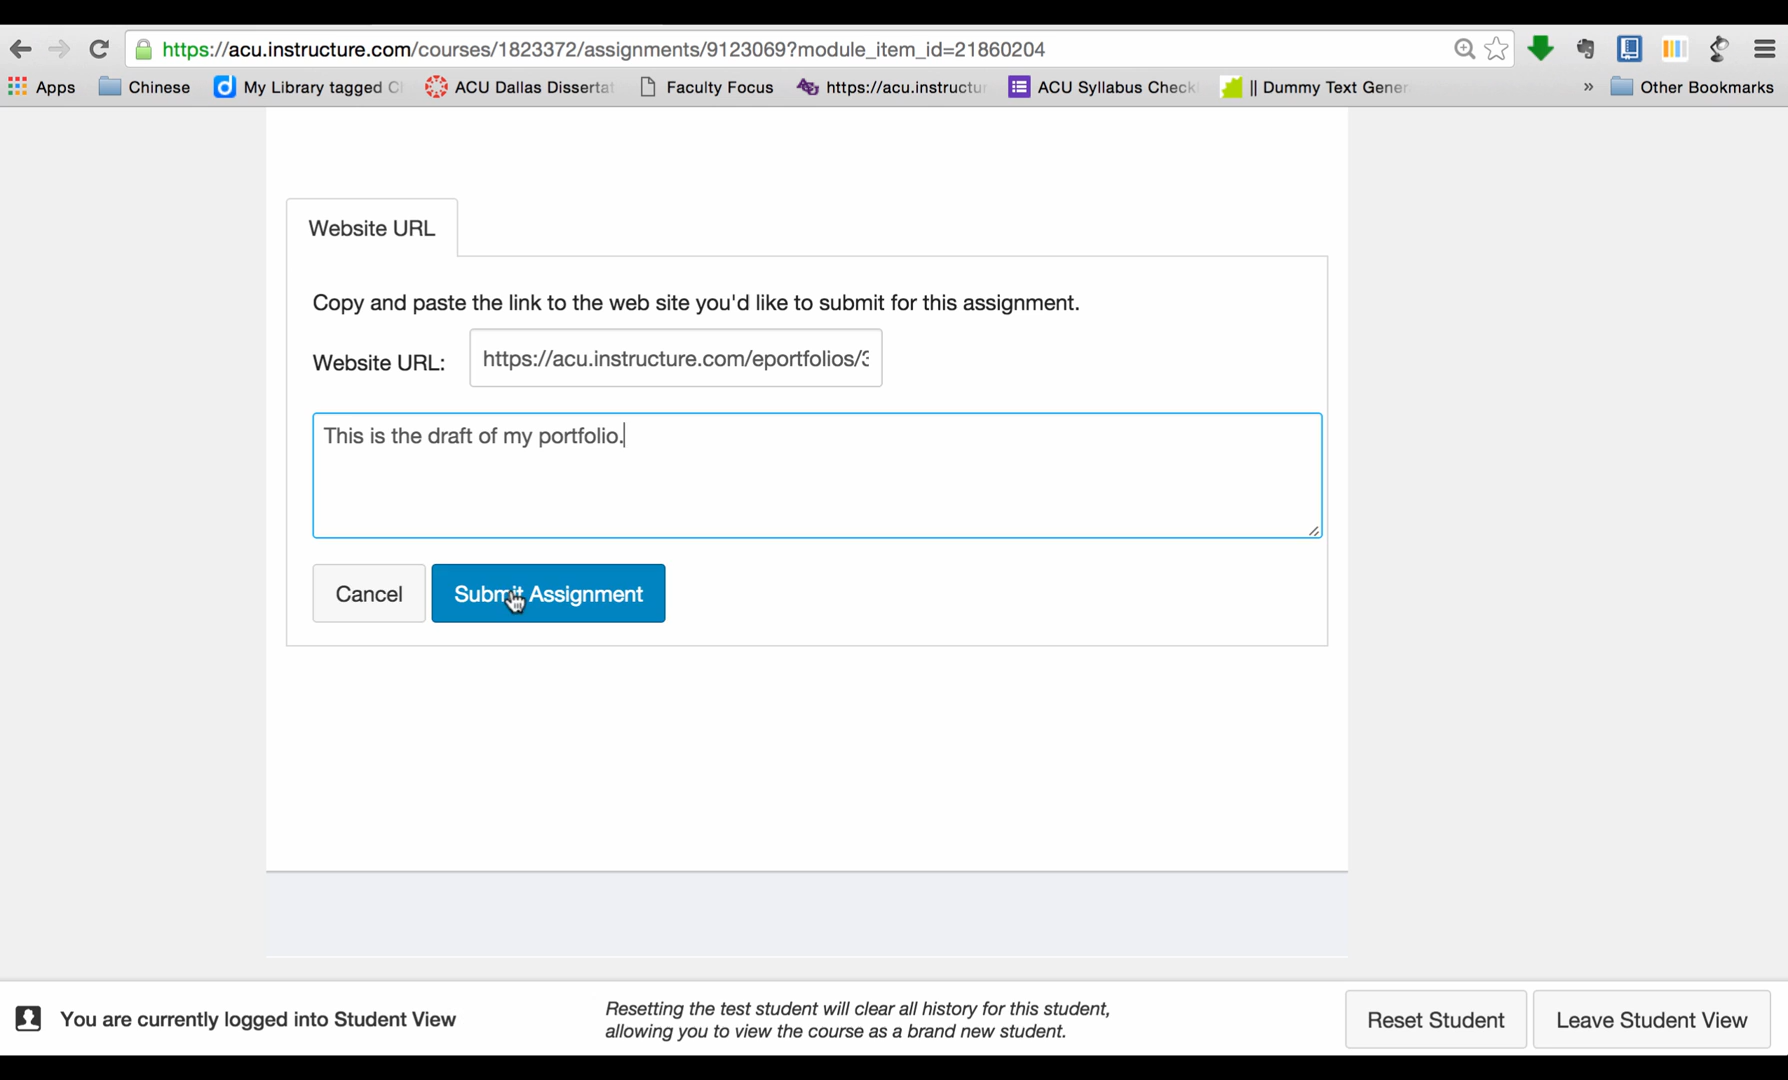 https://acu.instructure.com/courses/1823372/assignments/9123069?module_item_id=21860204
Apps Chinese My Library tagged ACU Dallas Dissertat Faculty Focus https://acu.instructur ACU Syllabus Check || Dummy Text Gener » Other Bookmarks
Website URL
Copy and paste the link to the web site you'd like to submit for this assignment.
Website URL: https://acu.instructure.com/eportfolios/3
This is the draft of my portfolio.
Cancel Submit Assignment
You are currently logged into Student View
Resetting the test student will clear all history for this student,
allowing you to view the course as a brand new student.
Reset Student Leave Student View